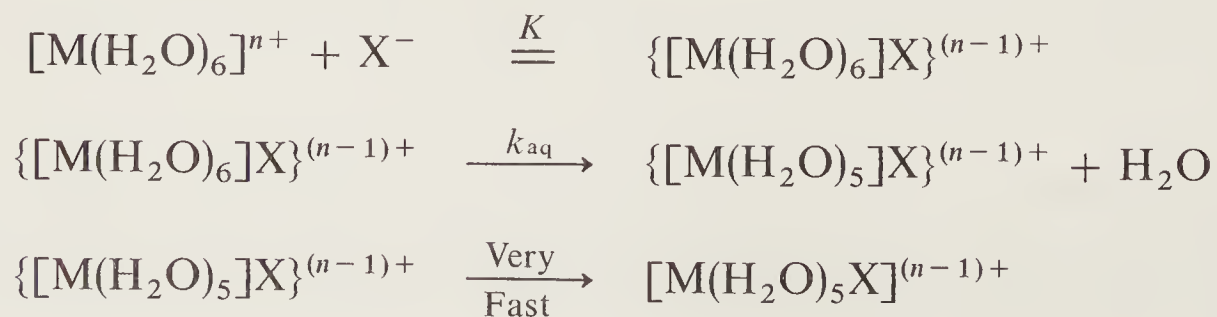 [M(H₂O)₆]ⁿ⁺ + X⁻ K = {[M(H₂O)₆]X}⁽ⁿ⁻¹⁾⁺
{[M(H₂O)₆]X}⁽ⁿ⁻¹⁾⁺ k_aq → {[M(H₂O)₅]X}⁽ⁿ⁻¹⁾⁺ + H₂O
{[M(H₂O)₅]X}⁽ⁿ⁻¹⁾⁺ Very Fast → [M(H₂O)₅X]⁽ⁿ⁻¹⁾⁺